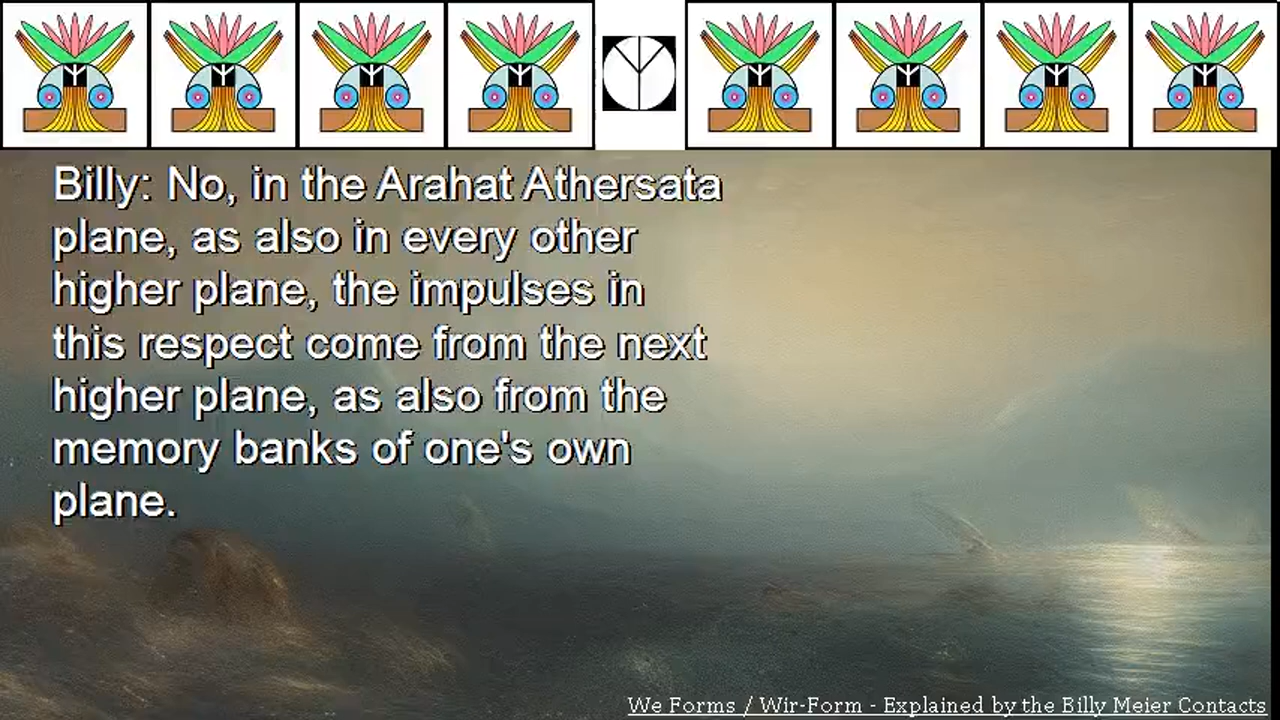 Billy: No, in the Arahat Athersata
plane, as also in every other
higher plane, the impulses in
this respect come from the next
higher plane, as also from the
memory banks of one's own
plane.
We Forms / Wir-Form - Explained by the Billy Meier Contacts